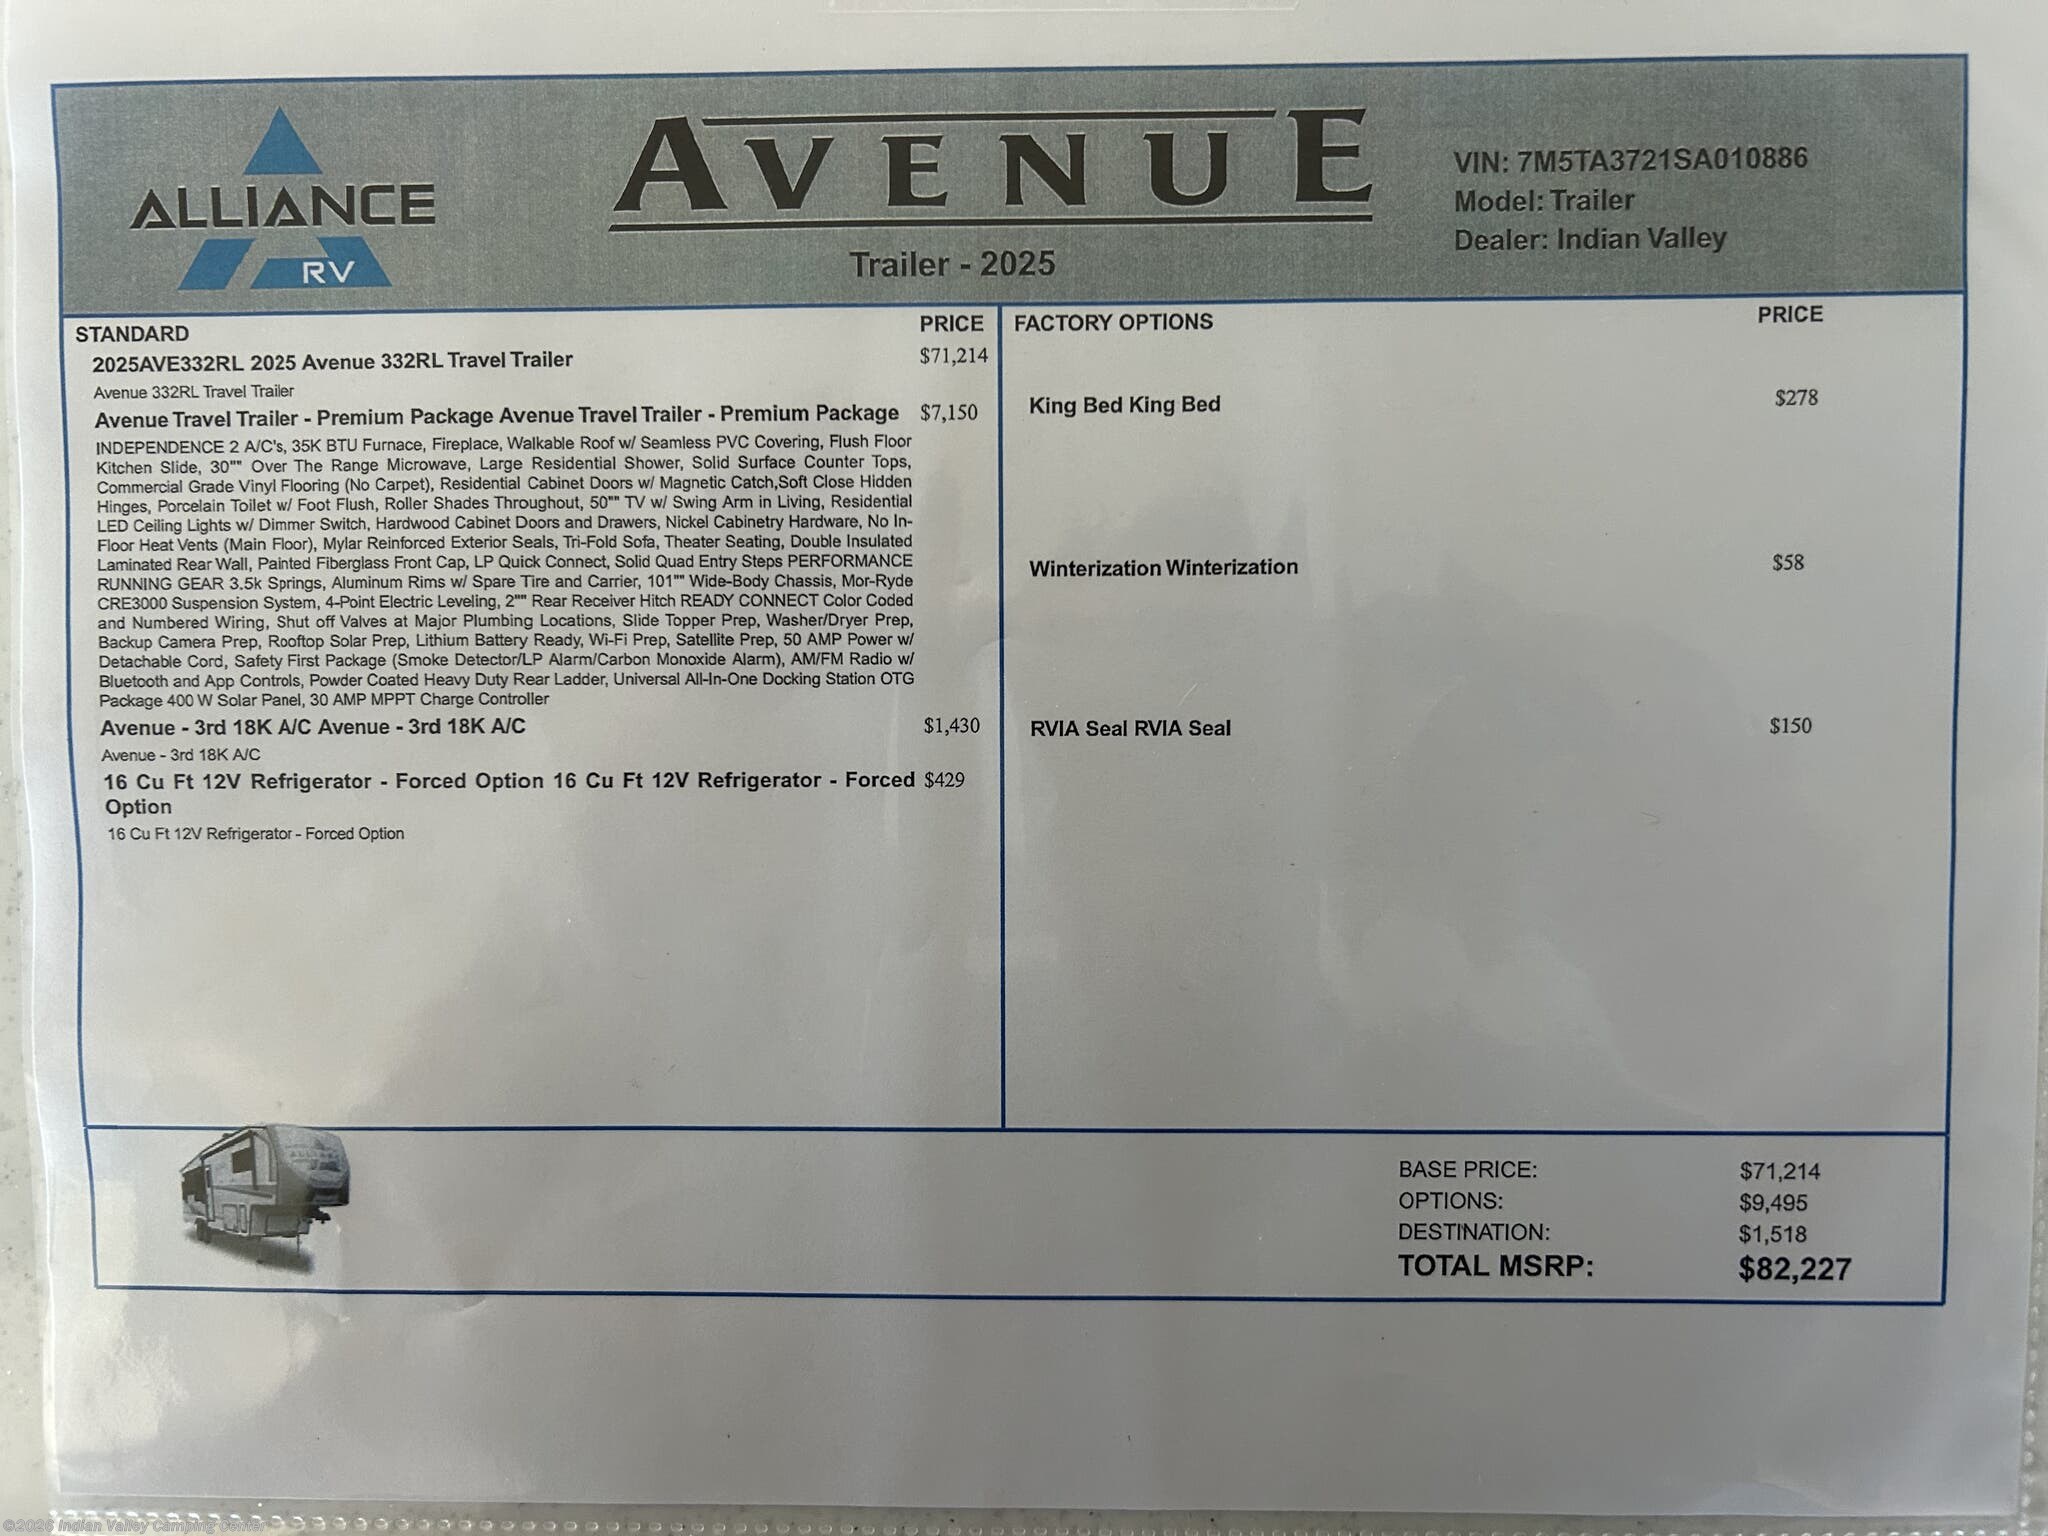 ALLIANCE
RV
AVENUE
Trailer - 2025
VIN: 7M5TA3721SA010886
Model: Trailer
Dealer: Indian Valley
STANDARD
PRICE
2025AVE332RL 2025 Avenue 332RL Travel Trailer
$71,214
Avenue 332RL Travel Trailer
Avenue Travel Trailer - Premium Package Avenue Travel Trailer - Premium Package
$7,150
INDEPENDENCE 2 A/C's, 35K BTU Furnace, Fireplace, Walkable Roof w/ Seamless PVC Covering, Flush Floor
Kitchen Slide, 30"" Over The Range Microwave, Large Residential Shower, Solid Surface Counter Tops,
Commercial Grade Vinyl Flooring (No Carpet), Residential Cabinet Doors w/ Magnetic Catch,Soft Close Hidden
Hinges, Porcelain Toilet w/ Foot Flush, Roller Shades Throughout, 50"" TV w/ Swing Arm in Living, Residential
LED Ceiling Lights w/ Dimmer Switch, Hardwood Cabinet Doors and Drawers, Nickel Cabinetry Hardware, No In-
Floor Heat Vents (Main Floor), Mylar Reinforced Exterior Seals, Tri-Fold Sofa, Theater Seating, Double Insulated
Laminated Rear Wall, Painted Fiberglass Front Cap, LP Quick Connect, Solid Quad Entry Steps PERFORMANCE
RUNNING GEAR 3.5k Springs, Aluminum Rims w/ Spare Tire and Carrier, 101"" Wide-Body Chassis, Mor-Ryde
CRE3000 Suspension System, 4-Point Electric Leveling, 2"" Rear Receiver Hitch READY CONNECT Color Coded
and Numbered Wiring, Shut off Valves at Major Plumbing Locations, Slide Topper Prep, Washer/Dryer Prep,
Backup Camera Prep, Rooftop Solar Prep, Lithium Battery Ready, Wi-Fi Prep, Satellite Prep, 50 AMP Power w/
Detachable Cord, Safety First Package (Smoke Detector/LP Alarm/Carbon Monoxide Alarm), AM/FM Radio w/
Bluetooth and App Controls, Powder Coated Heavy Duty Rear Ladder, Universal All-In-One Docking Station OTG
Package 400 W Solar Panel, 30 AMP MPPT Charge Controller
Avenue - 3rd 18K A/C Avenue - 3rd 18K A/C
$1,430
Avenue - 3rd 18K A/C
16 Cu Ft 12V Refrigerator - Forced Option 16 Cu Ft 12V Refrigerator - Forced
$429
Option
16 Cu Ft 12V Refrigerator - Forced Option
FACTORY OPTIONS
PRICE
King Bed King Bed
$278
Winterization Winterization
$58
RVIA Seal RVIA Seal
$150
ALLIANCE
BASE PRICE:
$71,214
OPTIONS:
$9,495
DESTINATION:
$1,518
TOTAL MSRP:
$82,227
©2026 Indian Valley Camping Center